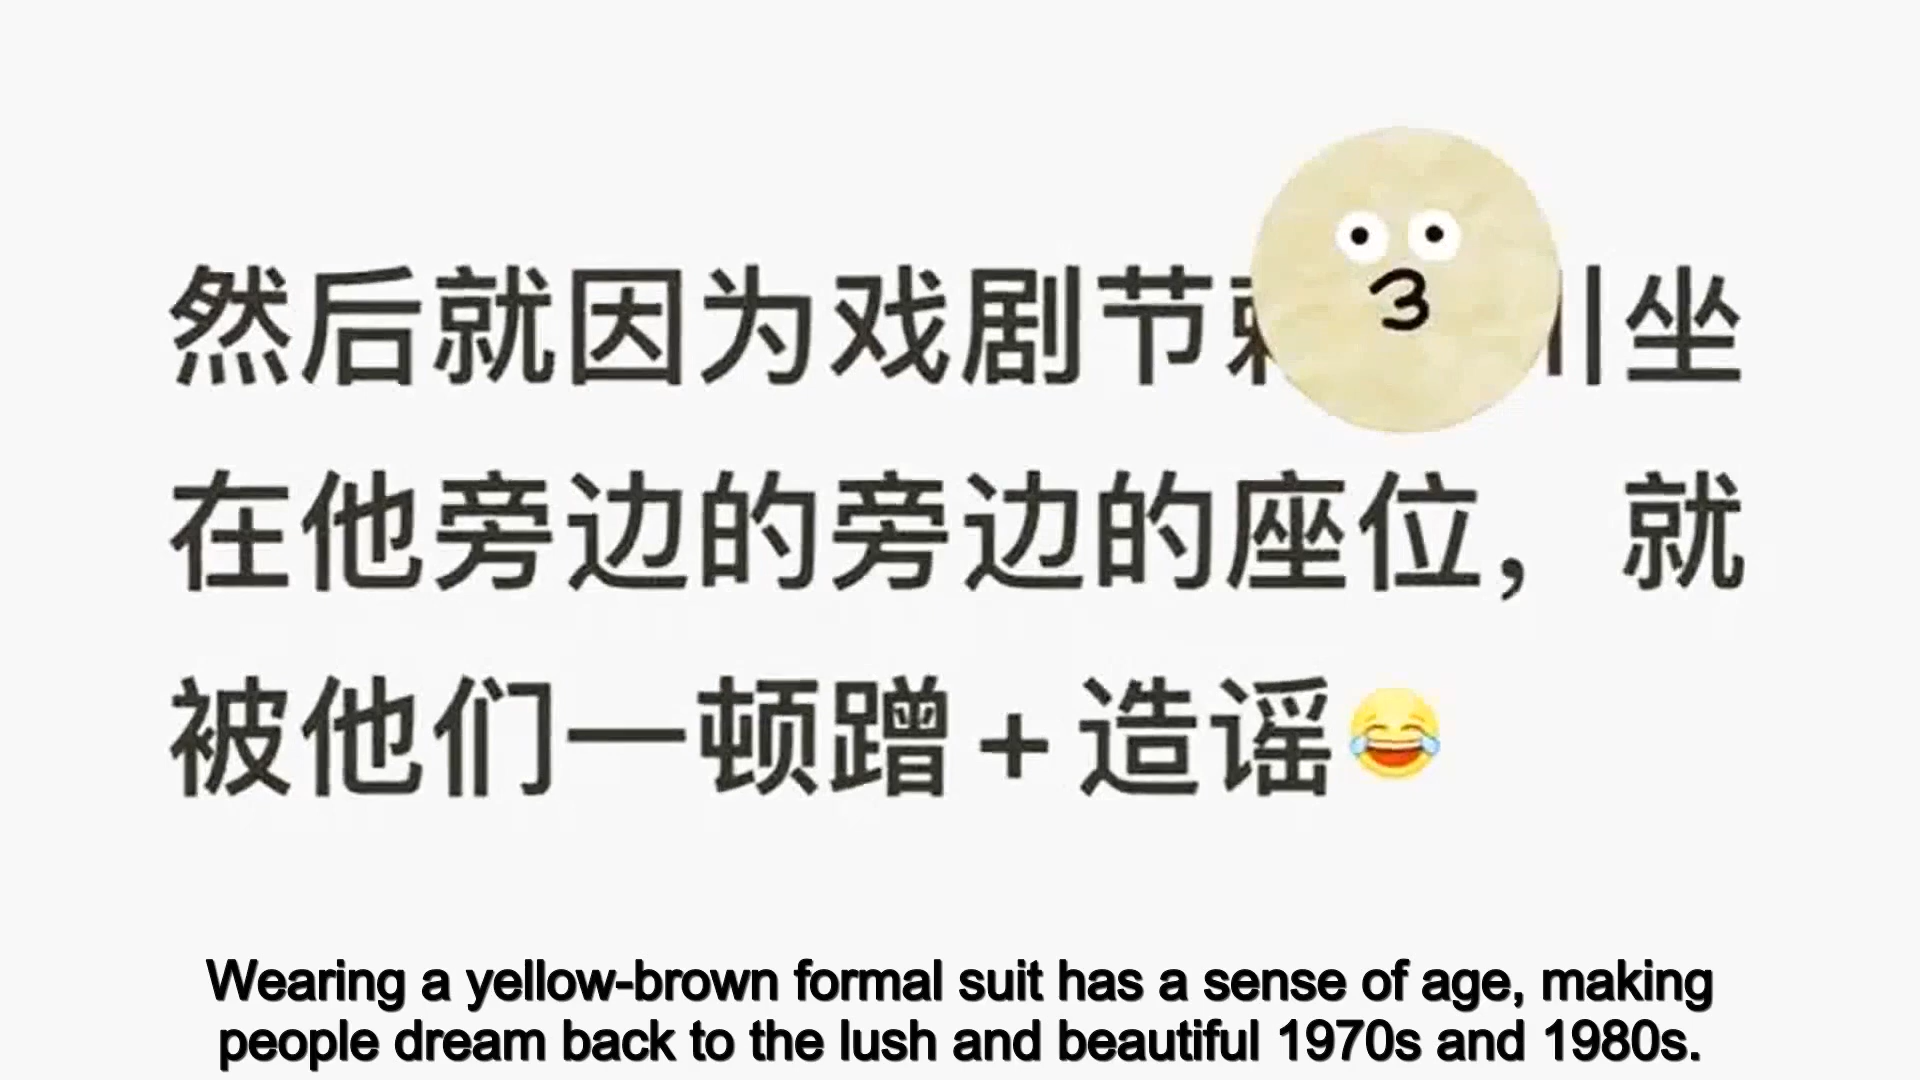 然后就因为戏剧节 坐
在他旁边的旁边的座位，就
被他们一顿蹭+造谣😂
Wearing a yellow-brown formal suit has a sense of age, making
people dream back to the lush and beautiful 1970s and 1980s.